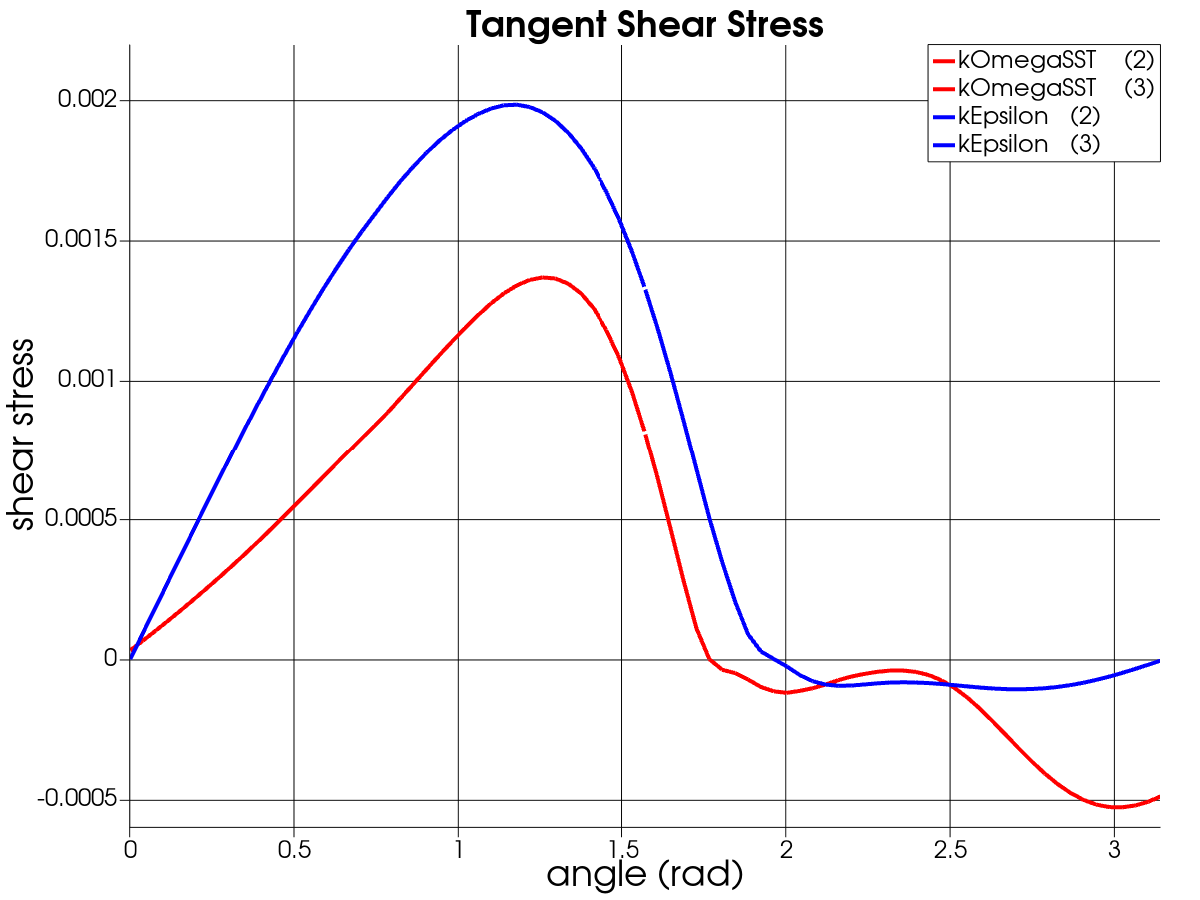 Tangent Shear Stress
kOmegaSST (2)
kOmegaSST (3)
kEpsilon (2)
kEpsilon (3)
0.002
0.0015
0.001
0.0005
0
-0.0005
shear stress
0 0.5 1 1.5 2 2.5 3
angle (rad)